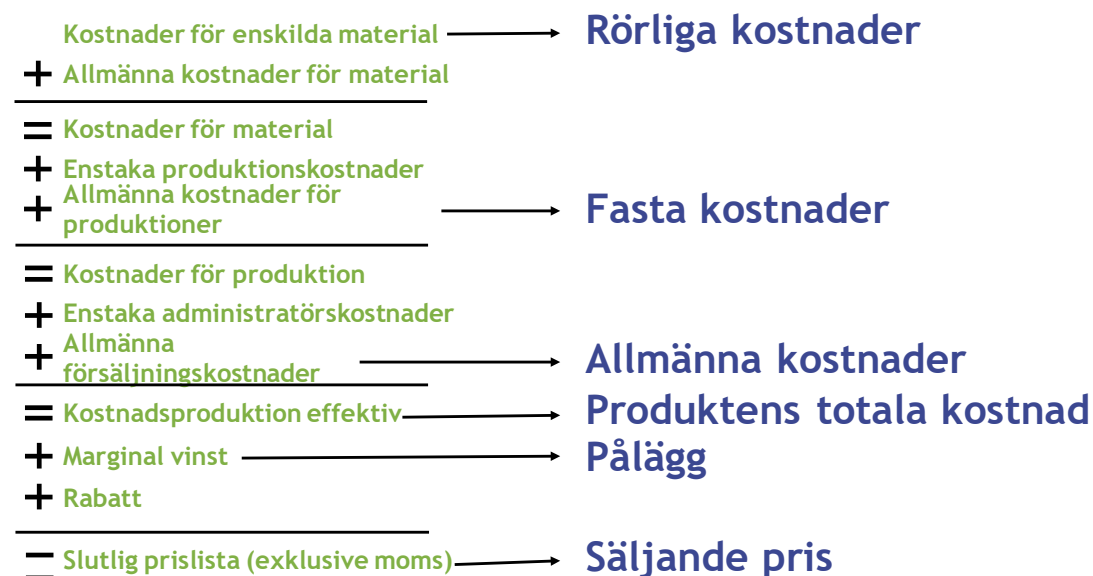 Kostnader för enskilda material Rörliga kostnader
+ Allmänna kostnader för material
= Kostnader för material
+ Enstaka produktionskostnader
+ Allmänna kostnader för
produktioner Fasta kostnader
= Kostnader för produktion
+ Enstaka administratörskostnader
+ Allmänna
försäljningskostnader Allmänna kostnader
= Kostnadsproduktion effektiv Produktens totala kostnad
+ Marginal vinst Pålägg
+ Rabatt
= Slutlig prislista (exklusive moms) Säljande pris